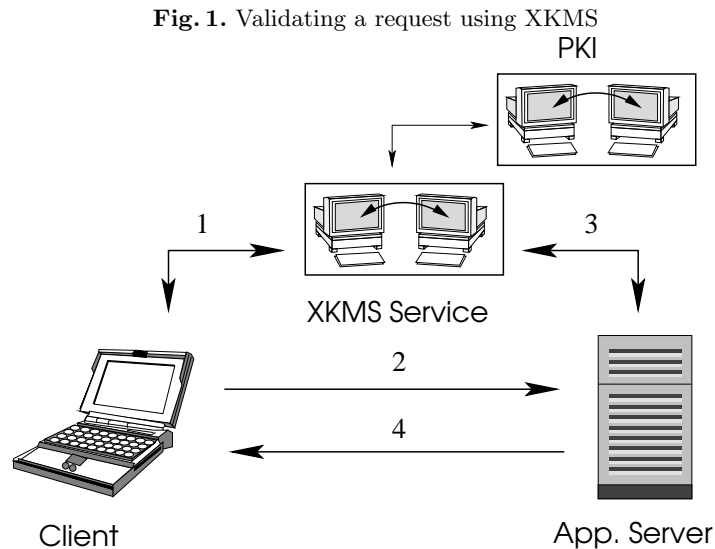 Fig. 1. Validating a request using XKMS
PKI
1
3
XKMS Service
2
4
Client
App. Server